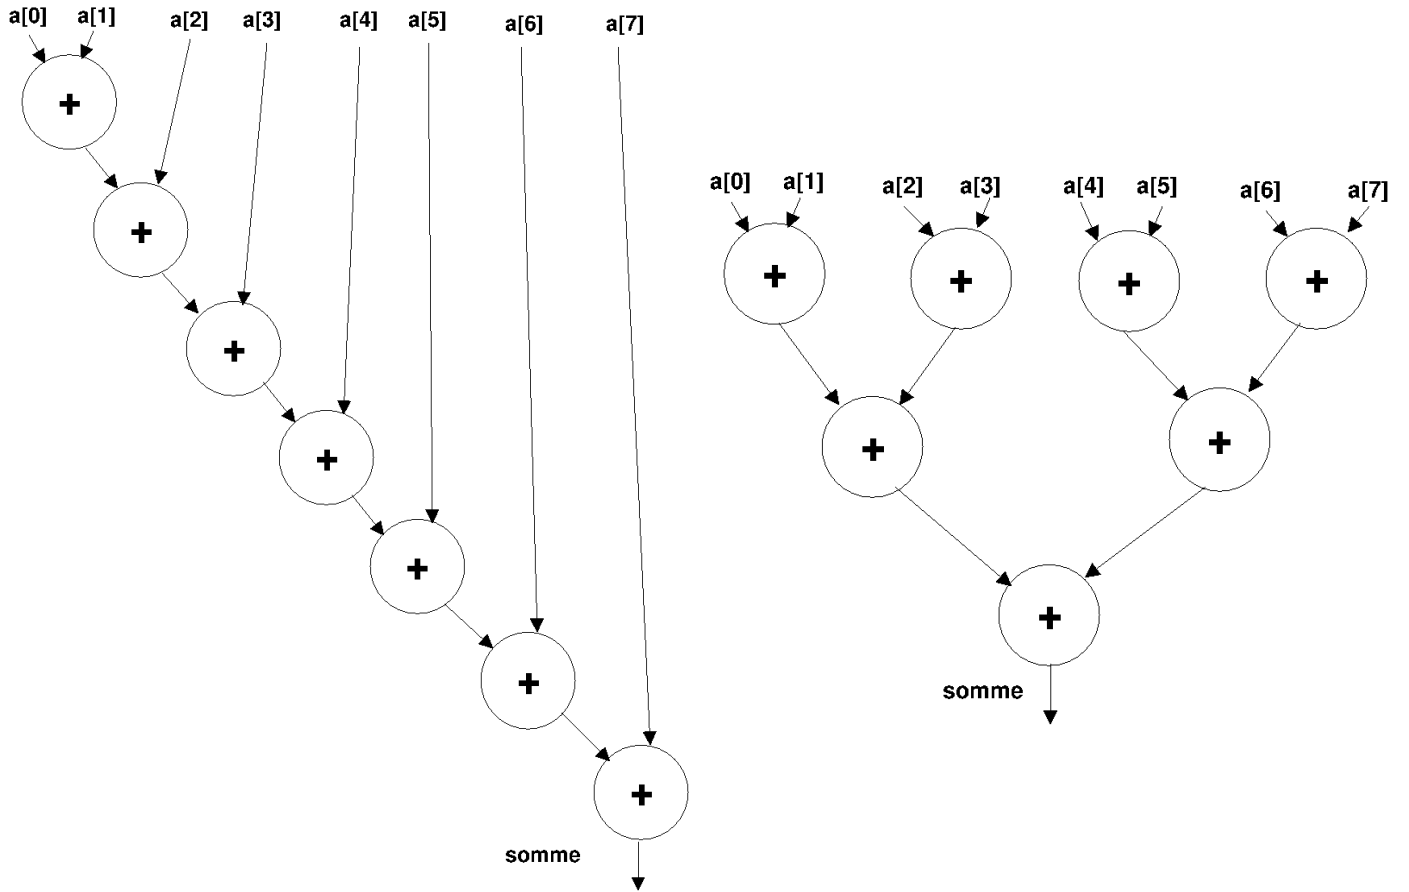 a[0] a[1] a[2] a[3] a[4] a[5] a[6] a[7]
+
+
+
+
+
+
+
somme
a[0] a[1] a[2] a[3] a[4] a[5] a[6] a[7]
+ + + +
+ +
+
somme